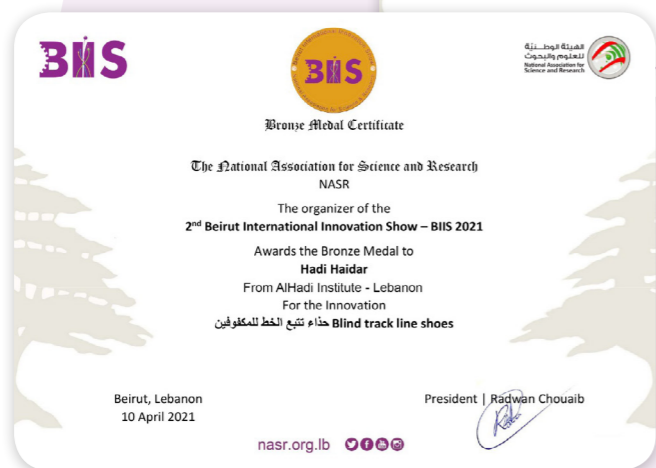 BIIS
BIIS
الهيئة الوطنيّة
للعلوم والبحوث
National Association for
Science and Research
Bronze Medal Certificate
The National Association for Science and Research
NASR
The organizer of the
2nd Beirut International Innovation Show – BIIS 2021
Awards the Bronze Medal to
Hadi Haidar
From AlHadi Institute - Lebanon
For the Innovation
حذاء تتبع الخط للمكفوفين Blind track line shoes
Beirut, Lebanon
10 April 2021
President | Radwan Chouaib
nasr.org.lb